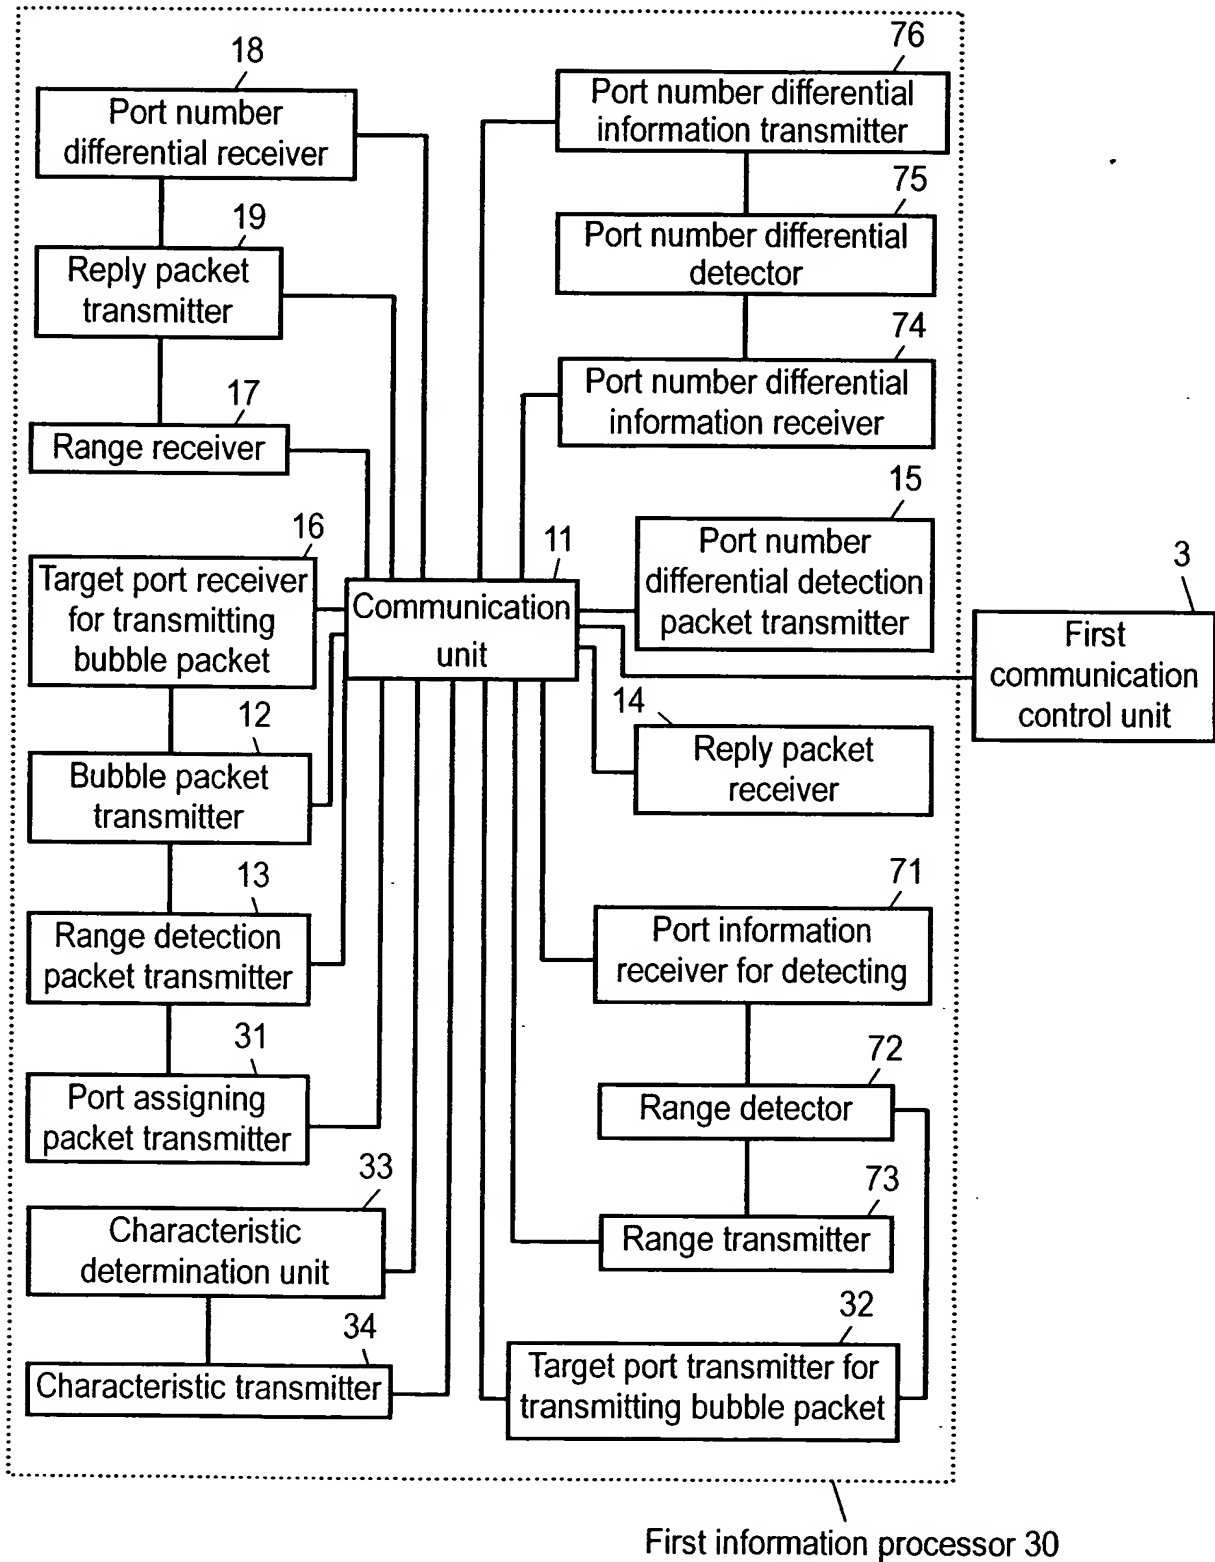 18
Port number
differential receiver
19
Reply packet
transmitter
17
Range receiver
16
Target port receiver
for transmitting
bubble packet
12
Bubble packet
transmitter
13
Range detection
packet transmitter
31
Port assigning
packet transmitter
33
Characteristic
determination unit
34
Characteristic transmitter
11
Communication
unit
76
Port number differential
information transmitter
75
Port number differential
detector
74
Port number differential
information receiver
15
Port number
differential detection
packet transmitter
14
Reply packet
receiver
71
Port information
receiver for detecting
72
Range detector
73
Range transmitter
32
Target port transmitter for
transmitting bubble packet
3
First
communication
control unit
First information processor 30